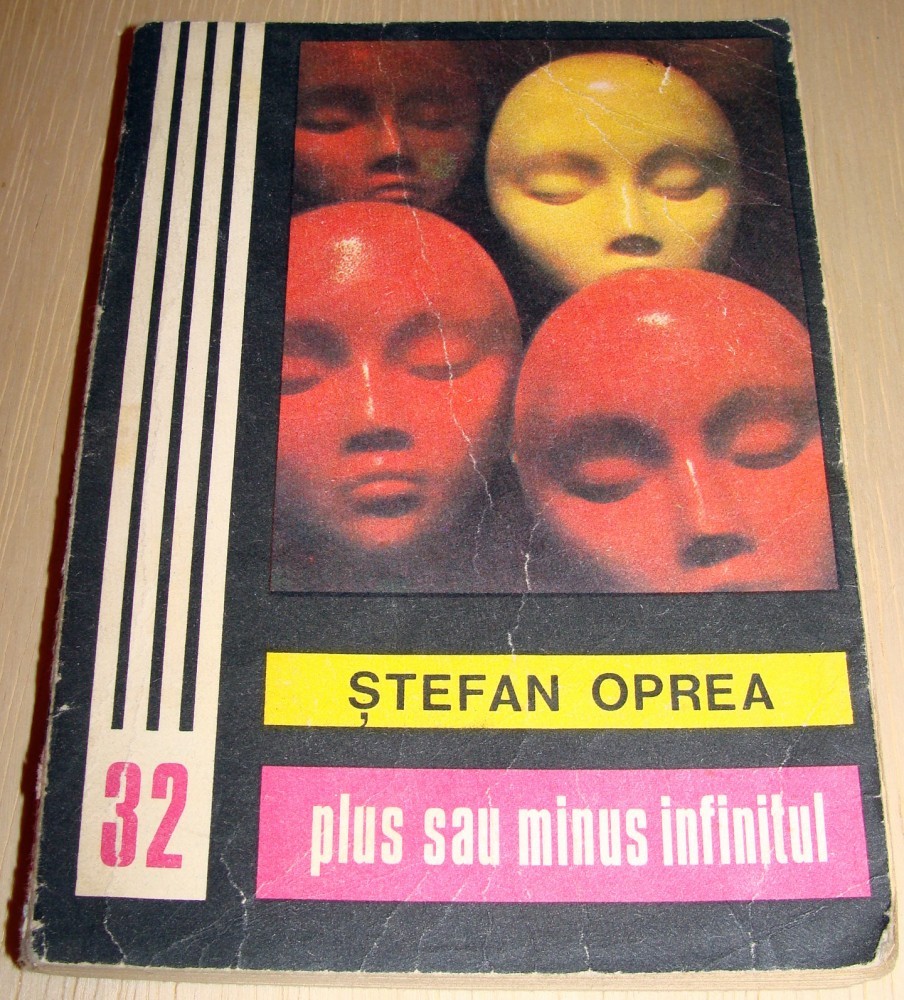 ȘTEFAN OPREA
32
plus sau minus infinitul